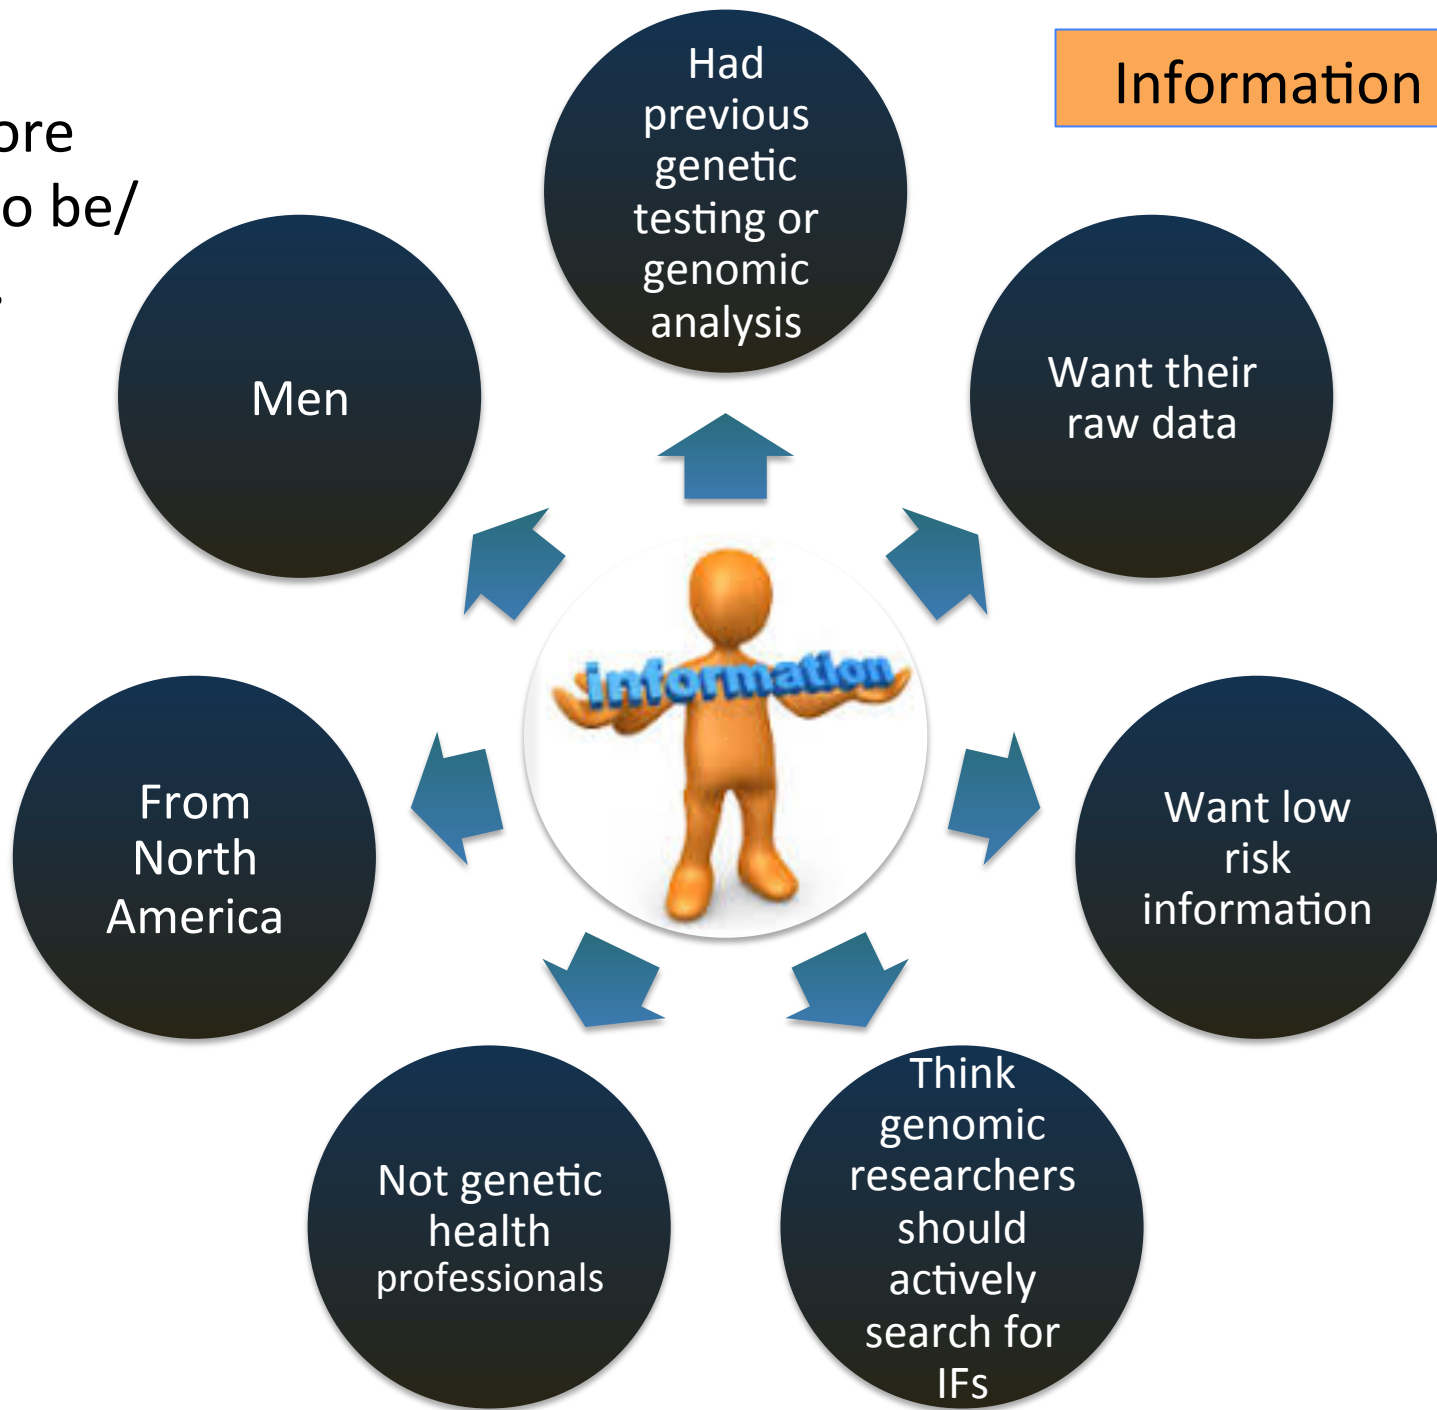 Information
ore
o be/
.
Had
previous
genetic
testing or
genomic
analysis
Want their
raw data
Want low
risk
information
Think
genomic
researchers
should
actively
search for
IFs
Not genetic
health
professionals
From
North
America
Men
information